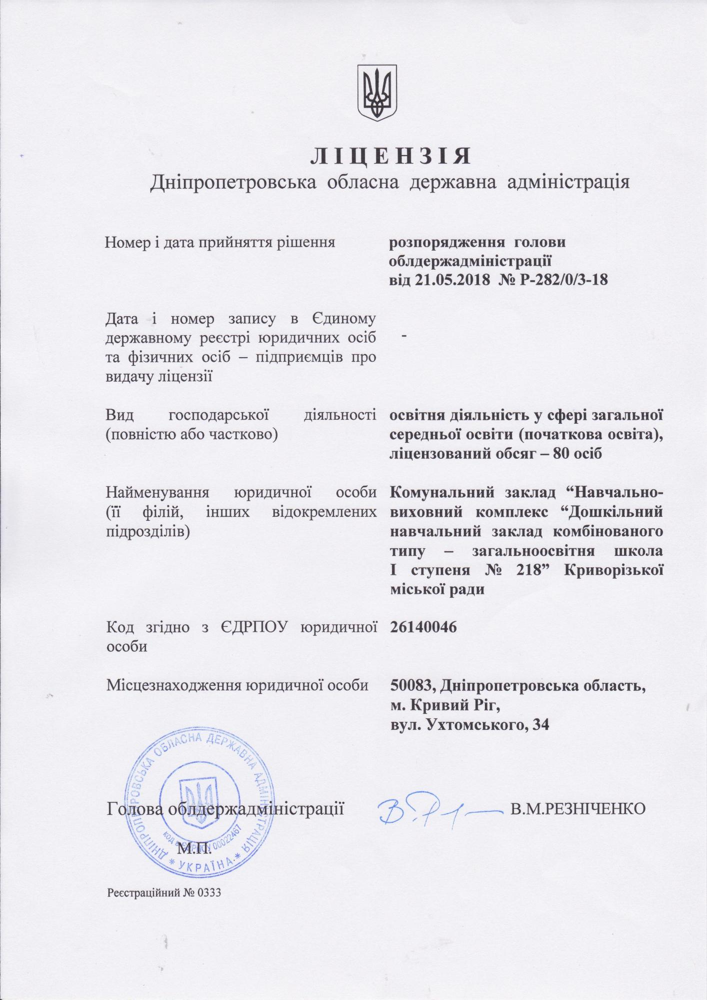 ЛІЦЕНЗІЯ
Дніпропетровська обласна державна адміністрація
Номер і дата прийняття рішення
розпорядження голови
облдержадміністрації
від 21.05.2018 № Р-282/0/3-18
Дата і номер запису в Єдиному
державному реєстрі юридичних осіб
та фізичних осіб – підприємців про
видачу ліцензії
-
Вид господарської діяльності
(повністю або частково)
освітня діяльність у сфері загальної
середньої освіти (початкова освіта),
ліцензований обсяг – 80 осіб
Найменування юридичної особи
(її філій, інших відокремлених
підрозділів)
Комунальний заклад “Навчально-
виховний комплекс “Дошкільний
навчальний заклад комбінованого
типу – загальноосвітня школа
І ступеня № 218” Криворізької
міської ради
Код згідно з ЄДРПОУ юридичної
особи
26140046
Місцезнаходження юридичної особи
50083, Дніпропетровська область,
м. Кривий Ріг,
вул. Ухтомського, 34
Голова облдержадміністрації
В.М.РЕЗНІЧЕНКО
М.П.
ДНІПРОПЕТРОВСЬКА ОБЛАСНА ДЕРЖАВНА АДМІНІСТРАЦІЯ
* УКРАЇНА *
код в ЄДРПОУ 00022467
Реєстраційний № 0333